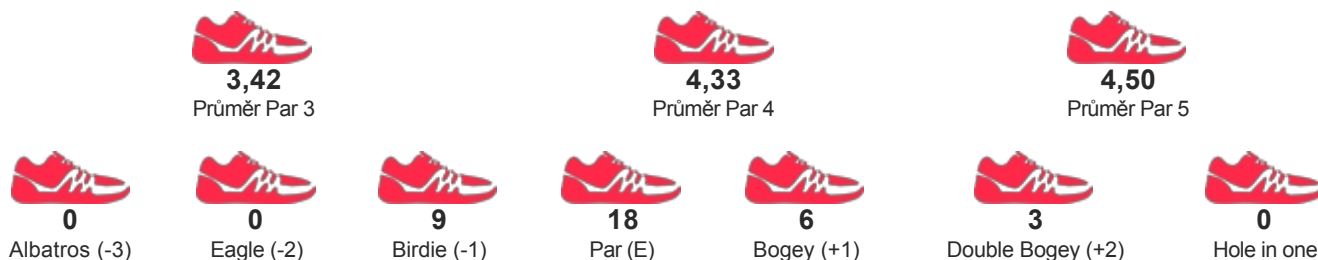 3,42
Průměr Par 3
4,33
Průměr Par 4
4,50
Průměr Par 5
0
Albatros (-3)
0
Eagle (-2)
9
Birdie (-1)
18
Par (E)
6
Bogey (+1)
3
Double Bogey (+2)
0
Hole in one